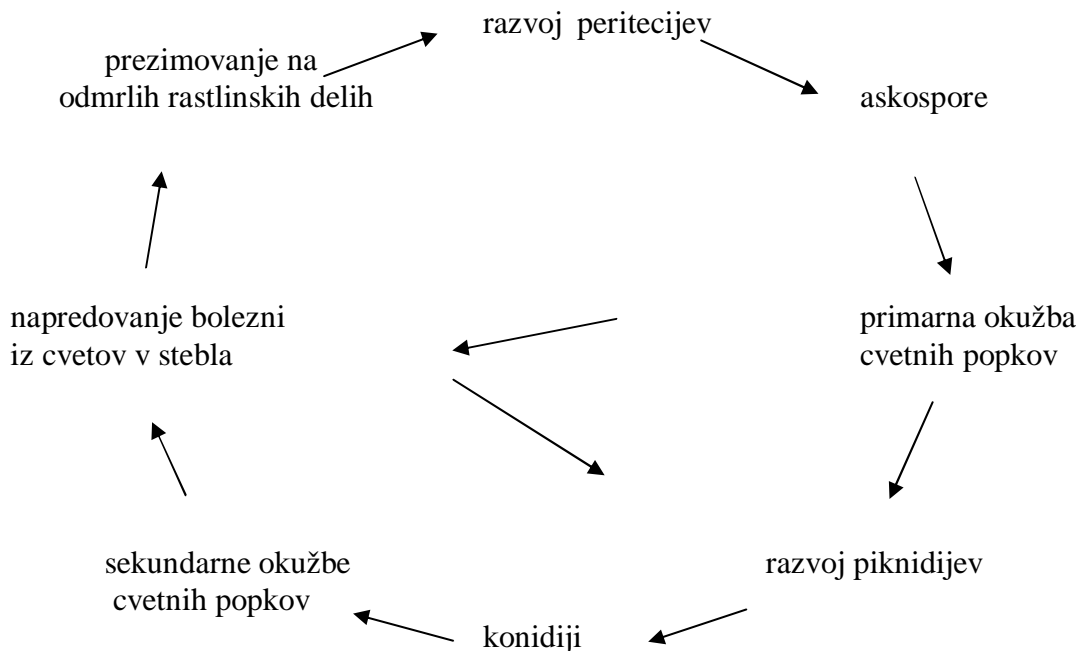 razvoj peritecijev
prezimovanje na
odmrlih rastlinskih delih
askospore
napredovanje bolezni
iz cvetov v stebla
primarna okužba
cvetnih popkov
sekundarne okužbe
cvetnih popkov
razvoj piknidijev
konidiji